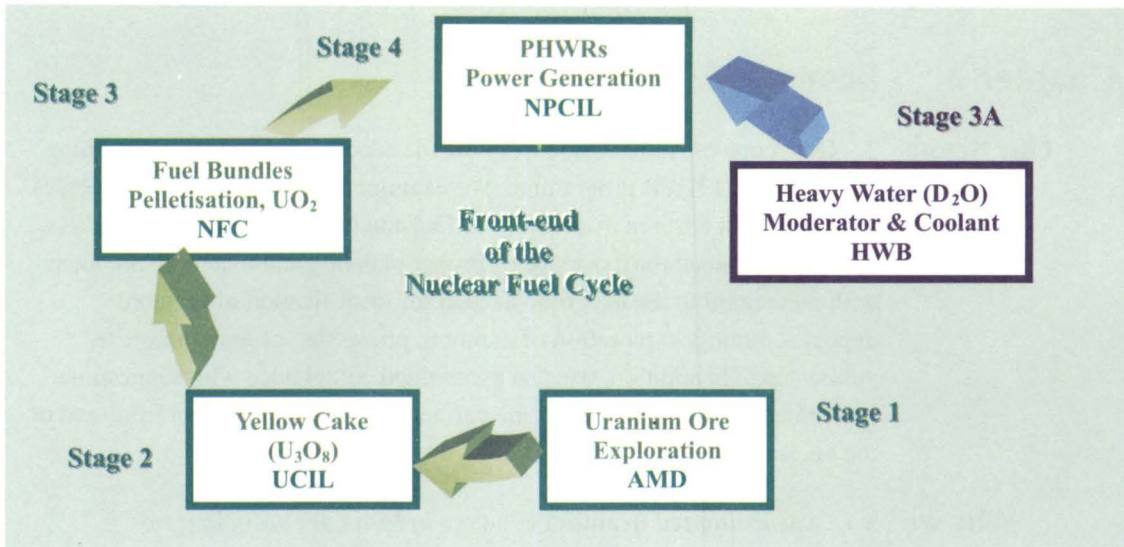 Stage 4
PHWRs
Power Generation
NPCIL
Stage 3
Stage 3A
Fuel Bundles
Pelletisation, UO₂
NFC
Heavy Water (D₂O)
Moderator & Coolant
HWB
Front-end
of the
Nuclear Fuel Cycle
Stage 2
Yellow Cake
(U₃O₈)
UCIL
Uranium Ore
Exploration
AMD
Stage 1